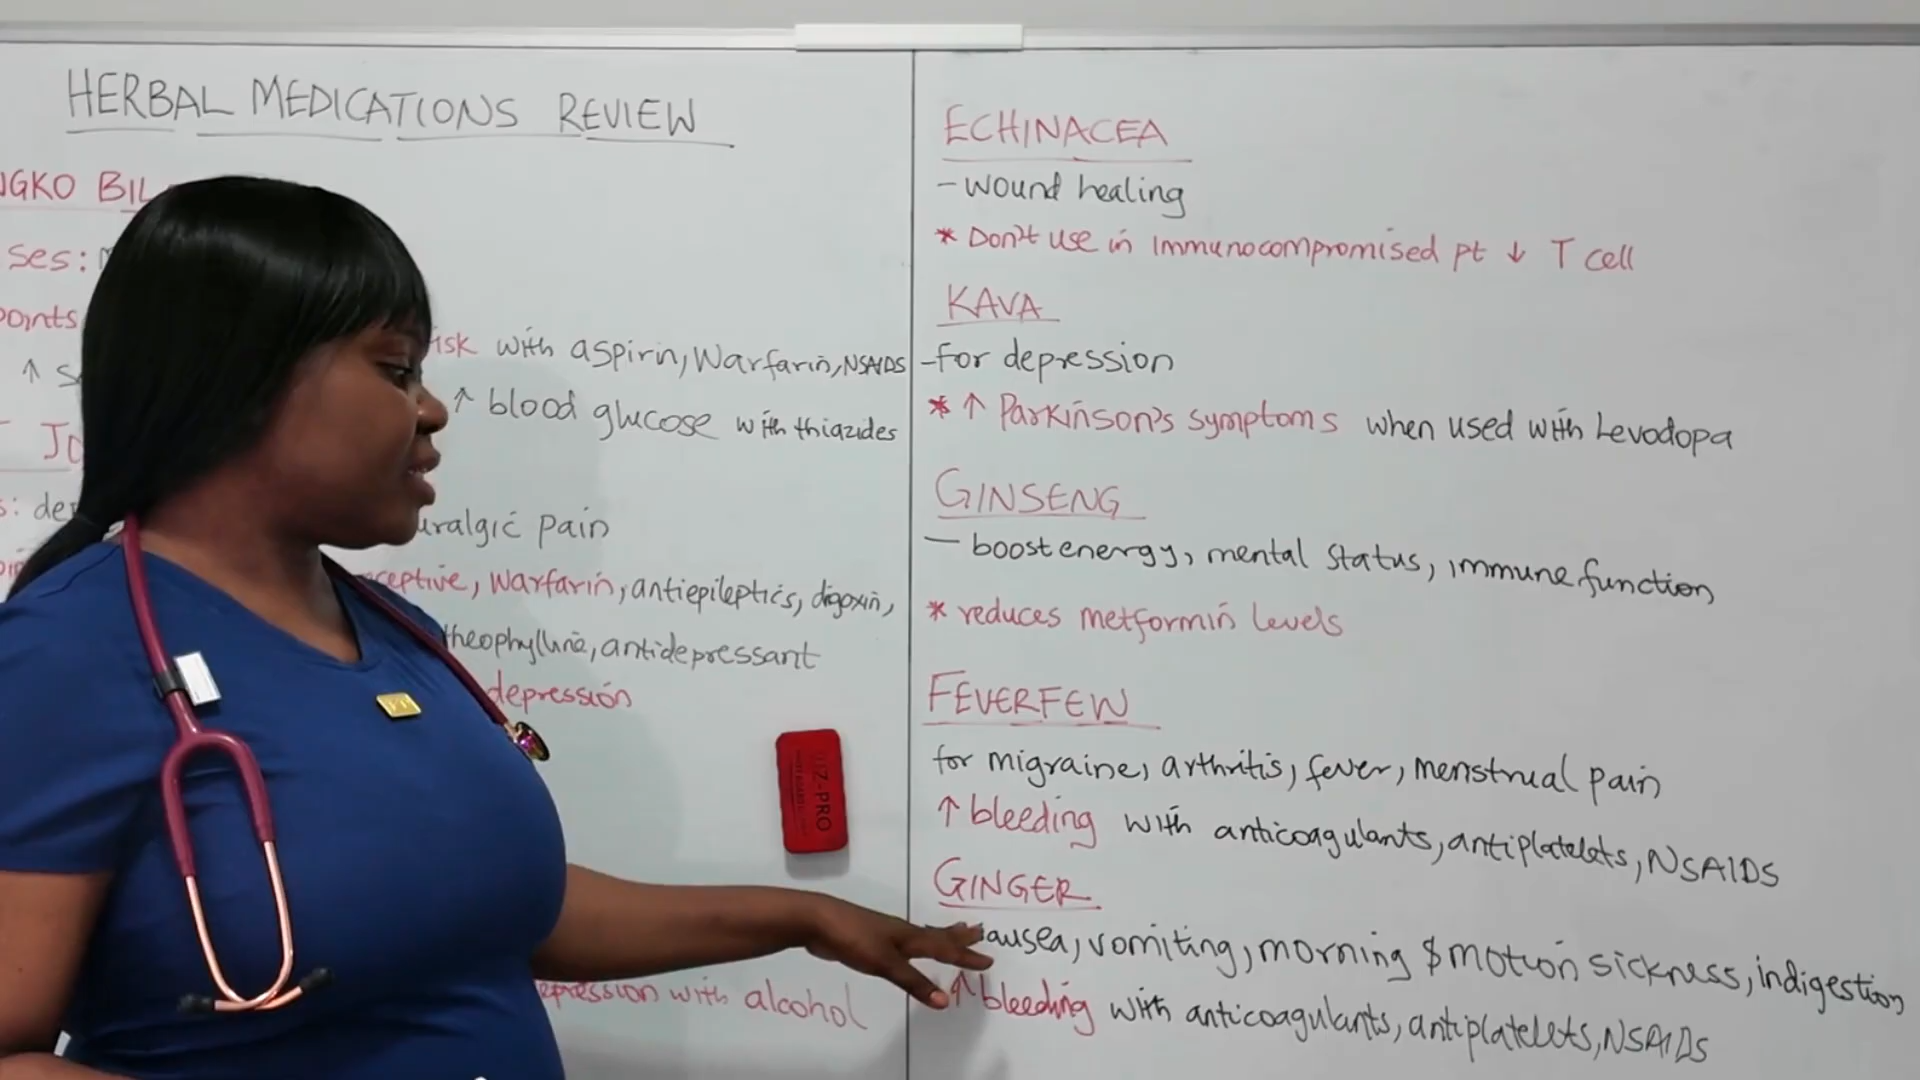 HERBAL MEDICATIONS REVIEW
NGKO BIL
ses:
oints
isk with aspirin, Warfarin, NSAIDS
↑ S
↑ blood glucose with thiazides
JO
s: dep
uralgic pain
ceptive, warfarin, antiepileptics, digoxin,
theophylline, antidepressant
depression
epression with alcohol
Z-PRO
ECHINACEA
- wound healing
* Don't use in immunocompromised pt ↓ T cell
KAVA
- for depression
* ↑ Parkinson's symptoms when used with Levodopa
GINSENG
- boost energy, mental status, immune function
* reduces metformin levels
FEVERFEW
for migraine, arthritis, fever, menstrual pain
↑ bleeding with anticoagulants, antiplatelets, NSAIDS
GINGER
ausea, vomiting, morning $ motion sickness, indigestion
↑ bleeding with anticoagulants, antiplatelets, NSAIDs